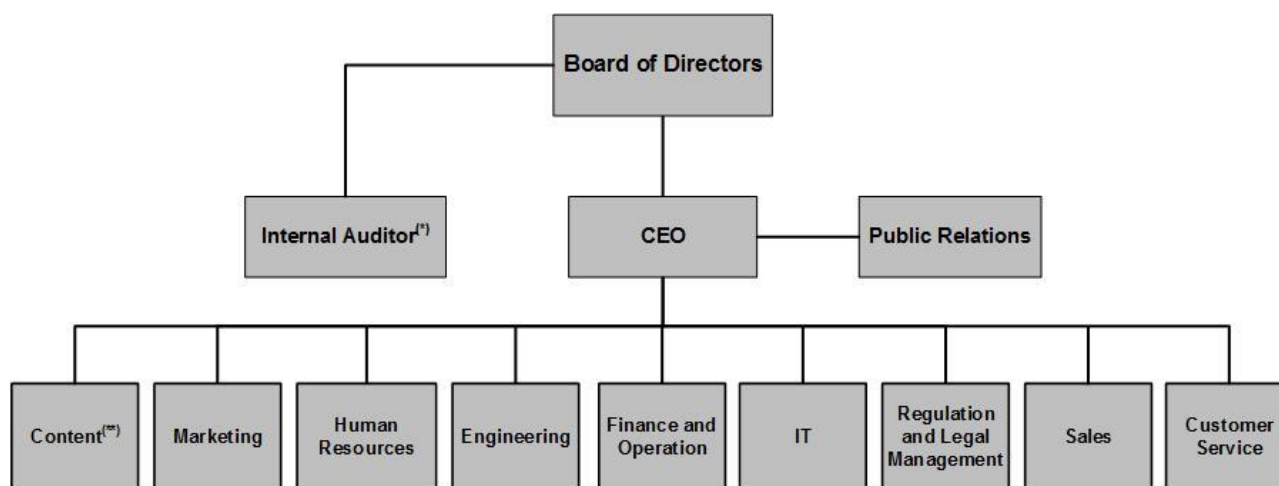 Board of Directors
Internal Auditor(*)
CEO
Public Relations
Content(**)
Marketing
Human
Resources
Engineering
Finance and
Operation
IT
Regulation
and Legal
Management
Sales
Customer
Service